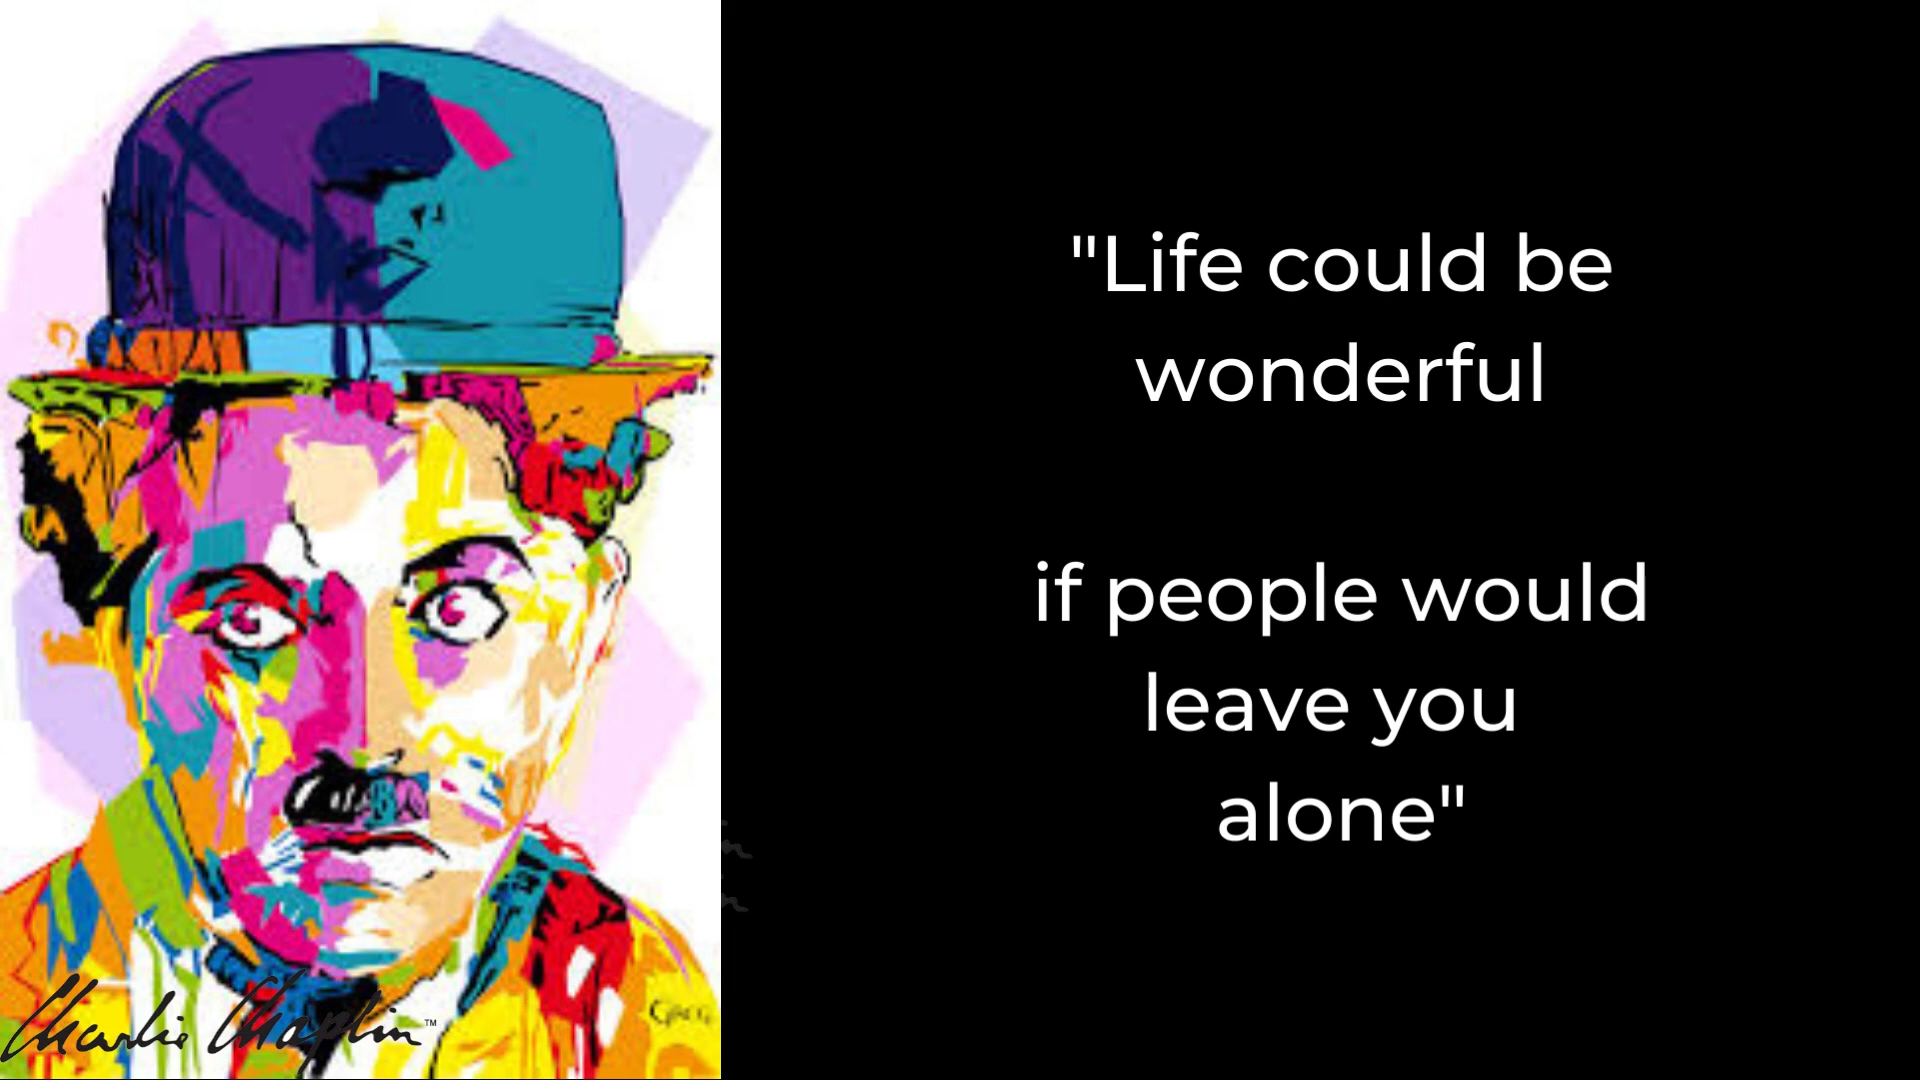 "Life could be
wonderful
if people would
leave you
alone"
Charlie Chaplin™